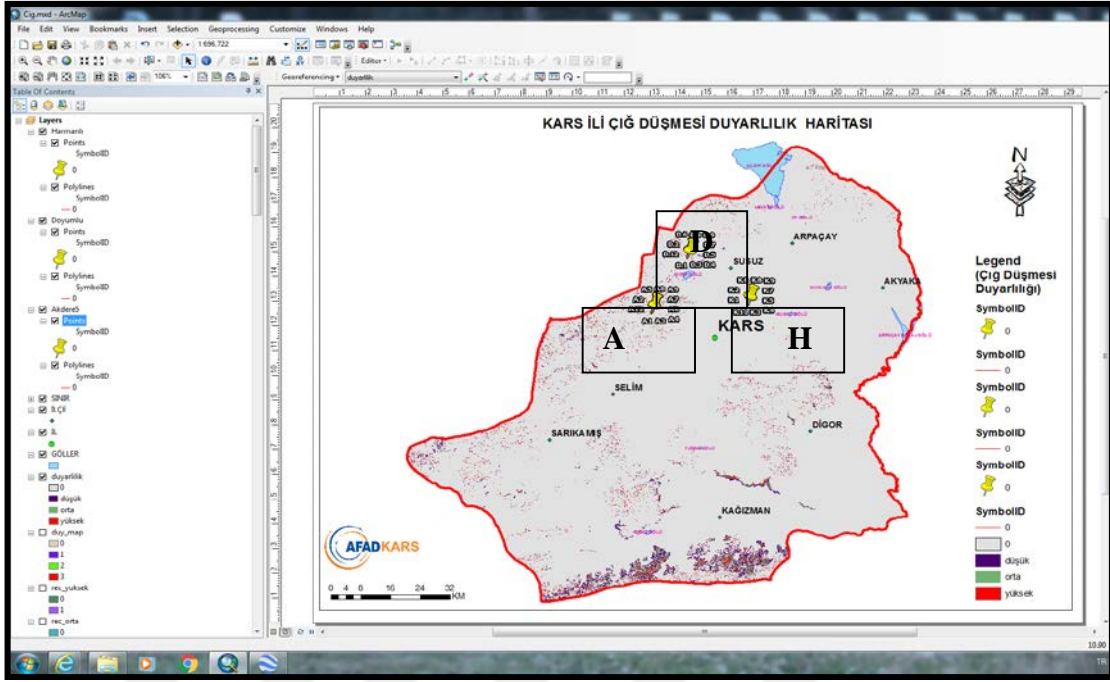 Cig.mxd - ArcMap
File Edit View Bookmarks Insert Selection Geoprocessing Customize Windows Help
1:696,722
Editor
106%
Georeferencing duyarlilik
Table Of Contents
Layers
Harmanlı
Points
SymbolID
0
Polylines
SymbolID
0
Doyumlu
Points
SymbolID
0
Polylines
SymbolID
0
Akdere5
Points
SymbolID
0
Polylines
SymbolID
0
SINIR
İLÇE
İL
GÖLLER
duyarlilik
0
düşük
orta
yüksek
duy_map
0
1
2
3
rec_yuksek
0
1
rec_orta
0
KARS İLİ ÇIĞ DÜŞMESİ DUYARLILIK HARİTASI
N
D
ARPAÇAY
SUSUZ
AKYAKA
KARS
A
H
SELİM
SARIKAMIŞ
DİGOR
KAĞIZMAN
AFADKARS
0 4 8 16 24 32
KM
Legend
(Çığ Düşmesi
Duyarlılığı)
SymbolID
0
SymbolID
0
SymbolID
0
SymbolID
0
SymbolID
0
SymbolID
0
0
düşük
orta
yüksek
10.90
TR